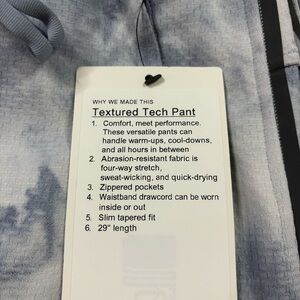 WHY WE MADE THIS
Textured Tech Pant
1. Comfort, meet performance.
These versatile pants can
handle warm-ups, cool-downs,
and all hours in between
2. Abrasion-resistant fabric is
four-way stretch,
sweat-wicking, and quick-drying
3. Zippered pockets
4. Waistband drawcord can be worn
inside or out
5. Slim tapered fit
6. 29" length